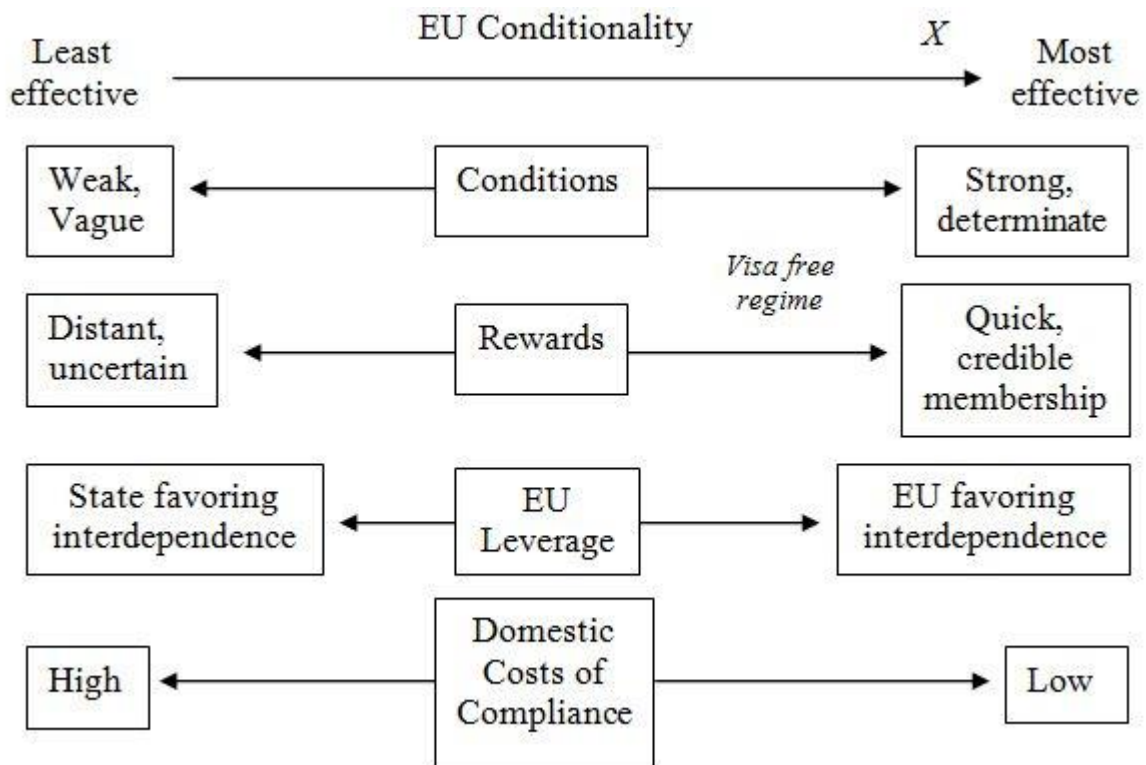 EU Conditionality
X
Least
effective
Most
effective
Weak,
Vague
Conditions
Strong,
determinate
Visa free
regime
Distant,
uncertain
Rewards
Quick,
credible
membership
State favoring
interdependence
EU
Leverage
EU favoring
interdependence
High
Domestic
Costs of
Compliance
Low